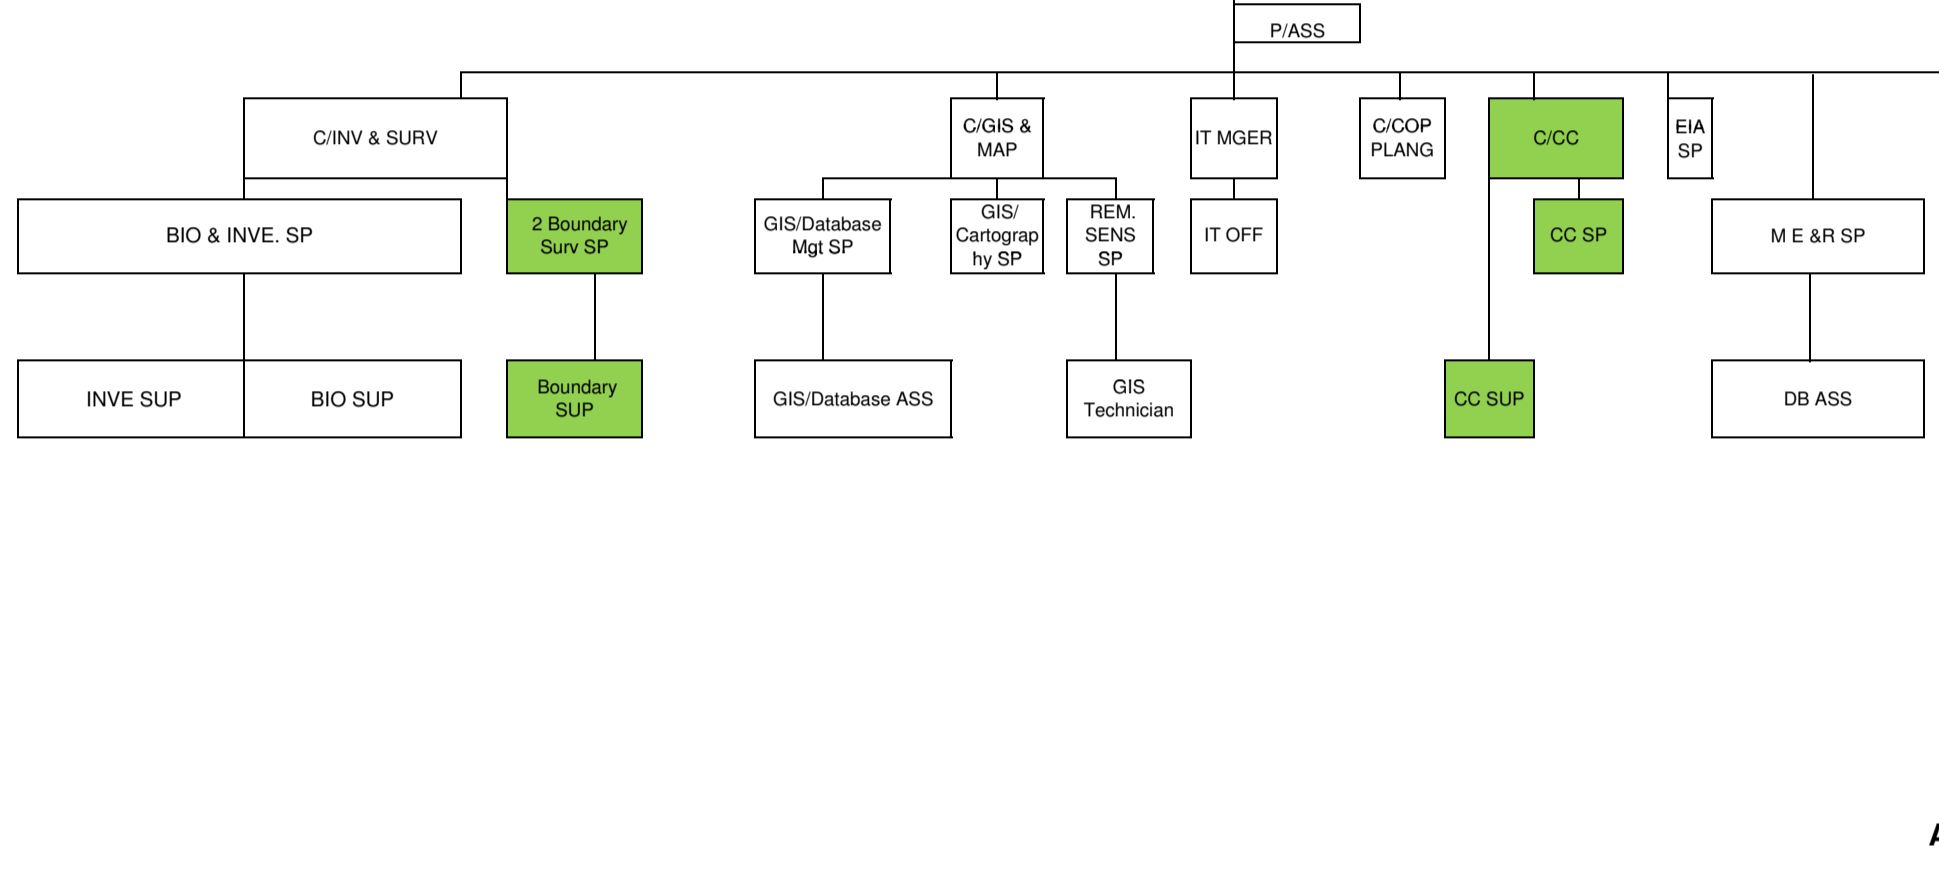 P/ASS
C/INV & SURV
C/GIS &
MAP
IT MGER
C/COP
PLANG
C/CC
EIA
SP
BIO & INVE. SP
2 Boundary
Surv SP
GIS/Database
Mgt SP
GIS/
Cartograp
hy SP
REM.
SENS
SP
IT OFF
CC SP
M E &R SP
INVE SUP
BIO SUP
Boundary
SUP
GIS/Database ASS
GIS
Technician
CC SUP
DB ASS